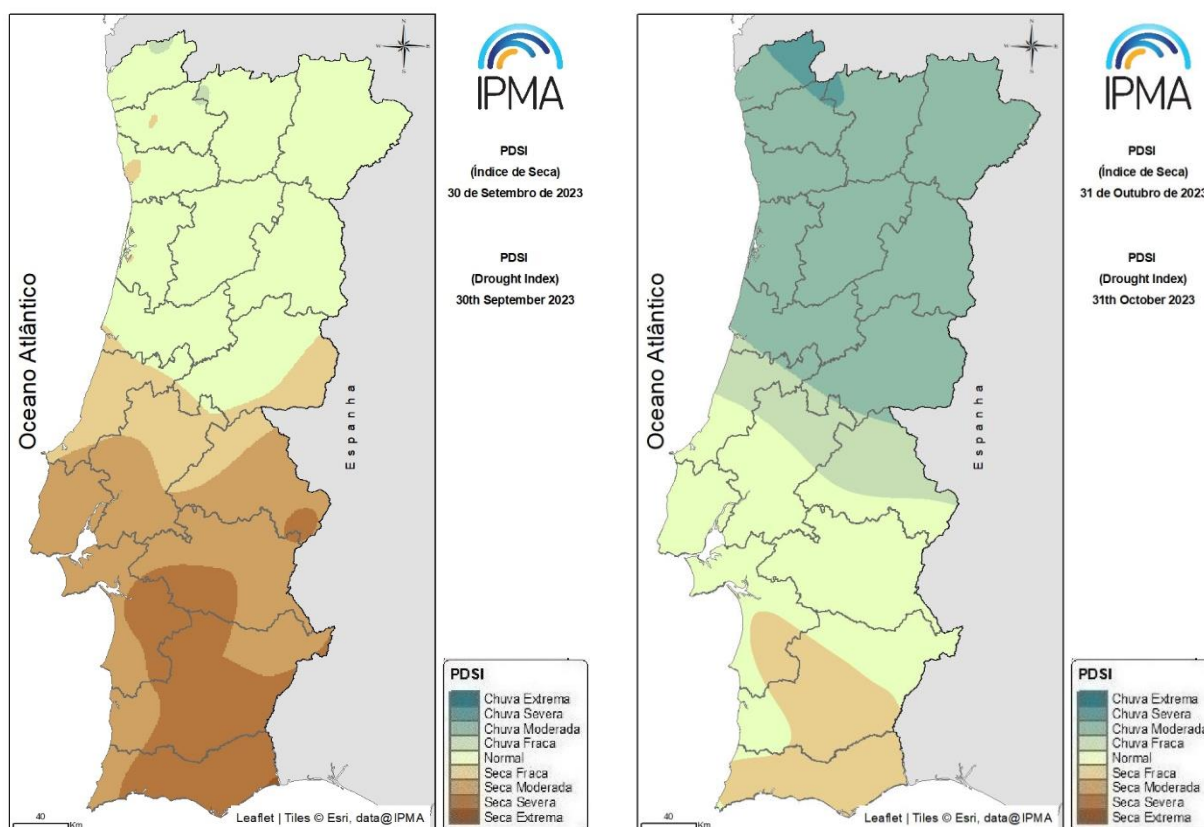 Oceano Atlântico
Espanha
N
W
E
S
IPMA
PDSI
(Índice de Seca)
30 de Setembro de 2023
PDSI
(Drought Index)
30th September 2023
PDSI
Chuva Extrema
Chuva Severa
Chuva Moderada
Chuva Fraca
Normal
Seca Fraca
Seca Moderada
Seca Severa
Seca Extrema
40
Km
Leaflet | Tiles © Esri, data@IPMA
Oceano Atlântico
Espanha
N
W
E
S
IPMA
PDSI
(Índice de Seca)
31 de Outubro de 2023
PDSI
(Drought Index)
31th October 2023
PDSI
Chuva Extrema
Chuva Severa
Chuva Moderada
Chuva Fraca
Normal
Seca Fraca
Seca Moderada
Seca Severa
Seca Extrema
40
Km
Leaflet | Tiles © Esri, data@IPMA